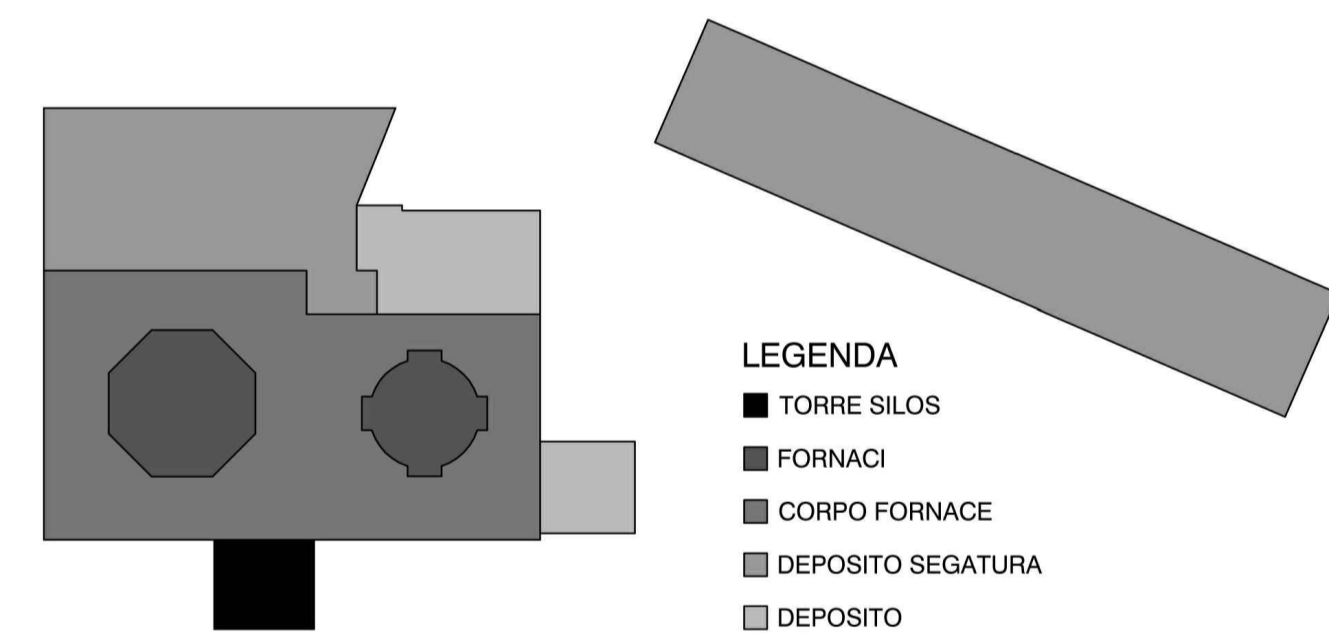 LEGENDA
TORRE SILOS
FORNACI
CORPO FORNACE
DEPOSITO SEGATURA
DEPOSITO